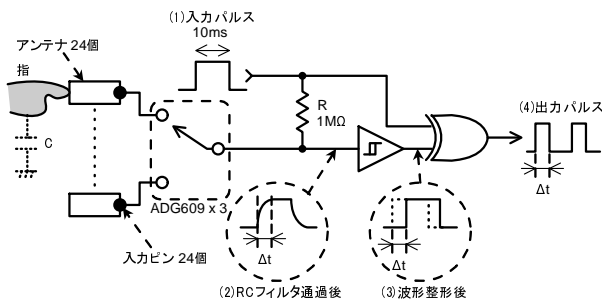 (1)入力パルス
10ms
アンテナ 24個
指
C
R
1MΩ
(4)出力パルス
Δt
ADG609 x 3
入力ピン 24個
Δt
(2)RCフィルタ通過後
Δt
(3)波形整形後